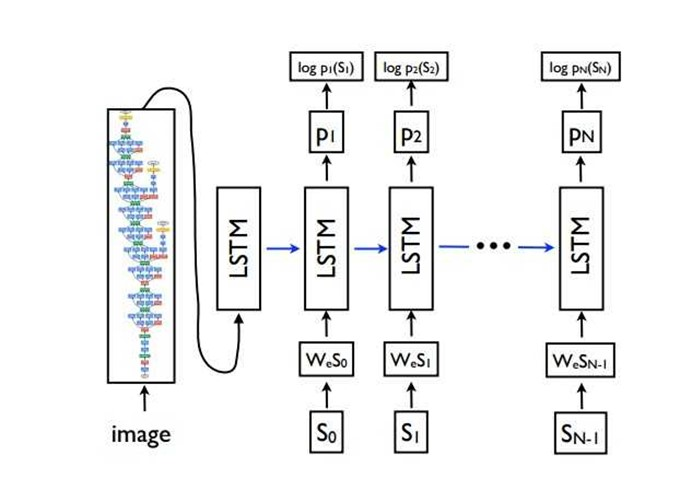 log p₁(S₁) log p₂(S₂) log pN(SN)
p₁ p₂ pN
LSTM LSTM LSTM LSTM
WₑS₀ WₑS₁ WₑSN-1
image S₀ S₁ SN-1